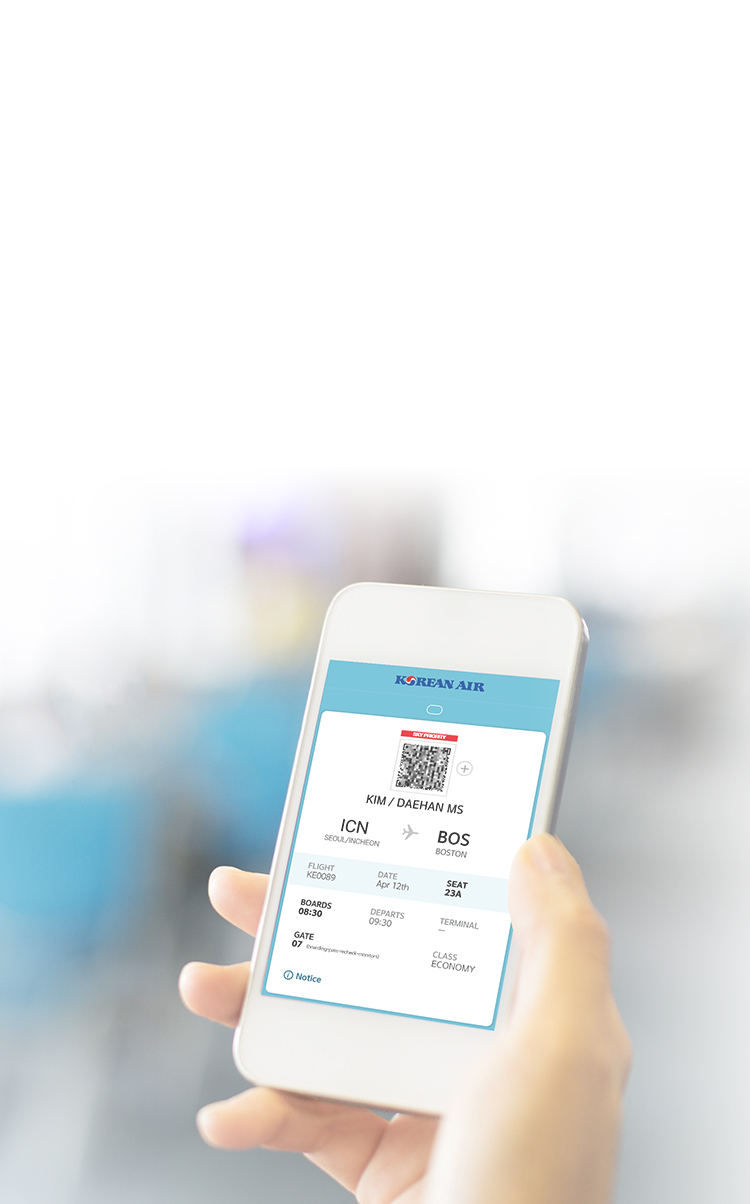 KOREAN AIR
SKY PRIORITY
KIM / DAEHAN MS
ICN BOS
SEOUL/INCHEON BOSTON
FLIGHT DATE SEAT
KE0089 Apr 12th 23A
BOARDS DEPARTS TERMINAL
08:30 09:30 –
GATE CLASS
07 ECONOMY
Notice